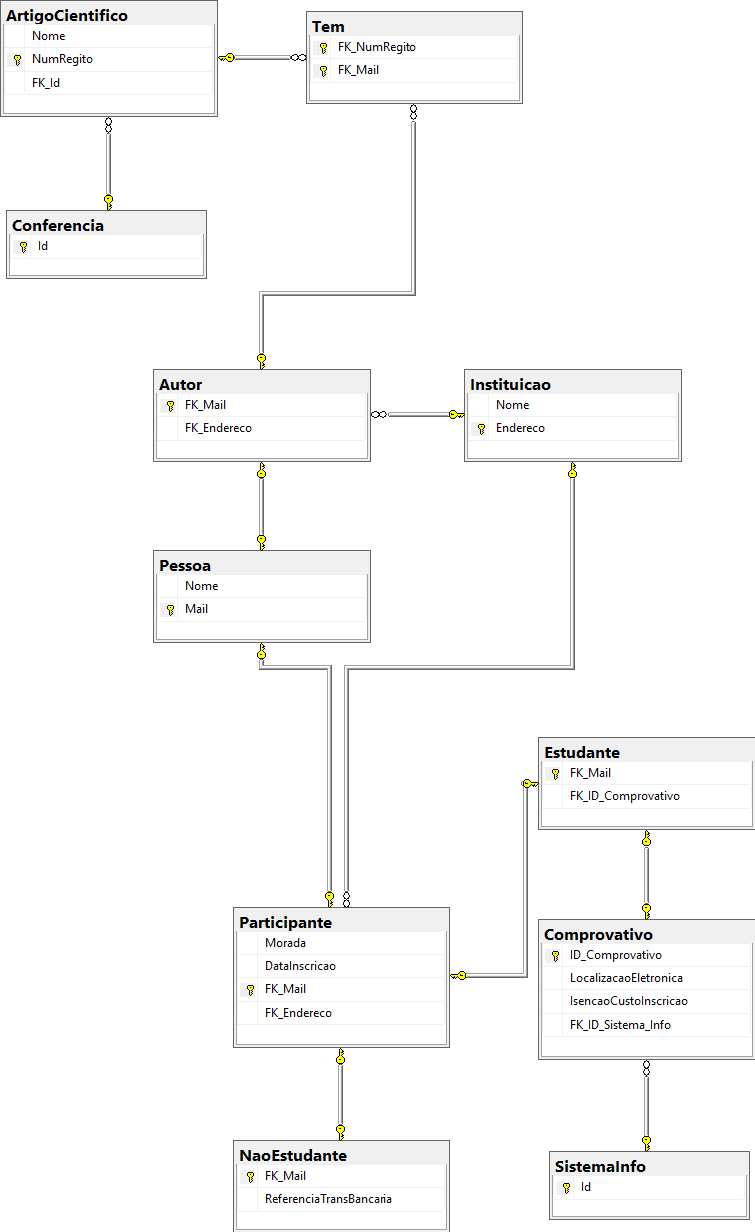 ArtigoCientifico
Nome
NumRegito
FK_Id
Tem
FK_NumRegito
FK_Mail
Conferencia
Id
Autor
FK_Mail
FK_Endereco
Instituicao
Nome
Endereco
Pessoa
Nome
Mail
Estudante
FK_Mail
FK_ID_Comprovativo
Participante
Morada
DataInscricao
FK_Mail
FK_Endereco
Comprovativo
ID_Comprovativo
LocalizacaoEletronica
IsencaoCustoInscricao
FK_ID_Sistema_Info
NaoEstudante
FK_Mail
ReferenciaTransBancaria
SistemaInfo
Id